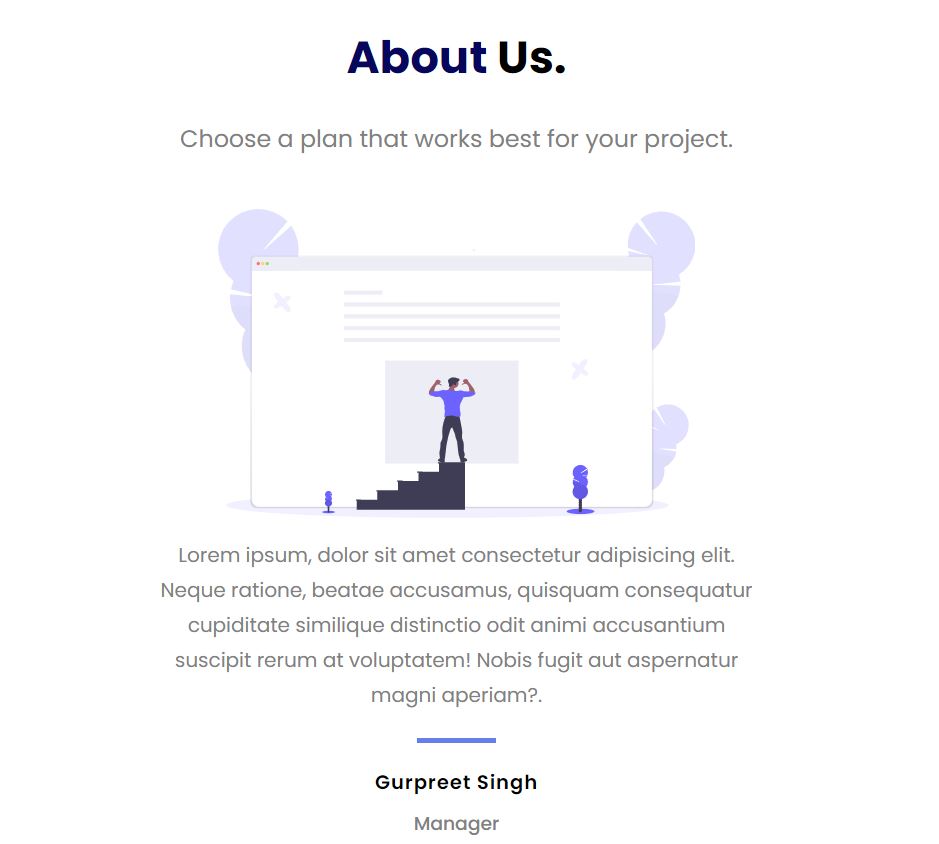 About Us.
Choose a plan that works best for your project.
Lorem ipsum, dolor sit amet consectetur adipisicing elit.
Neque ratione, beatae accusamus, quisquam consequatur
cupiditate similique distinctio odit animi accusantium
suscipit rerum at voluptatem! Nobis fugit aut aspernatur
magni aperiam?.
Gurpreet Singh
Manager